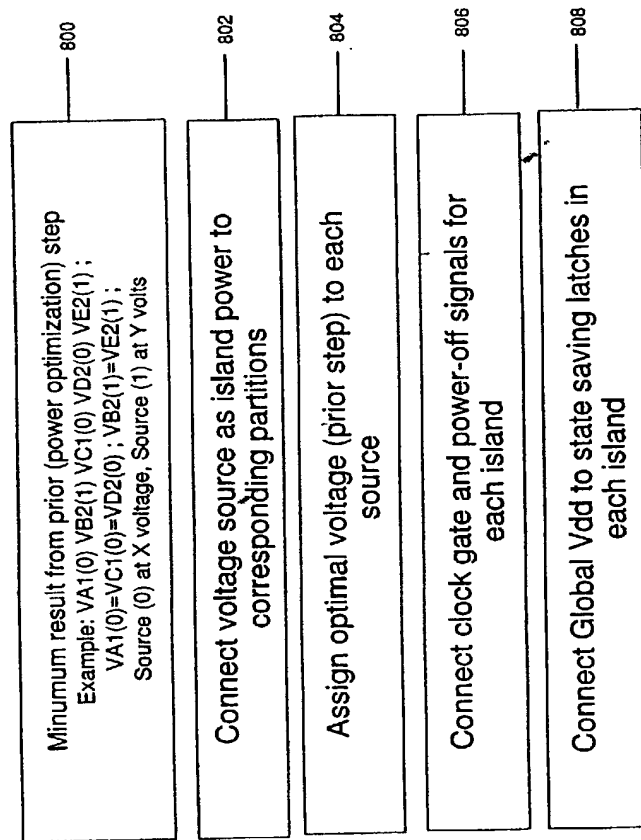 Minumum result from prior (power optimization) step
Example: VA1(0) VB2(1) VC1(0) VD2(0) VE2(1) ;
VA1(0)=VC1(0)=VD2(0) ; VB2(1)=VE2(1) ;
Source (0) at X voltage, Source (1) at Y volts
800
Connect voltage source as island power to
corresponding partitions
802
Assign optimal voltage (prior step) to each
source
804
Connect clock gate and power-off signals for
each island
806
Connect Global Vdd to state saving latches in
each island
808